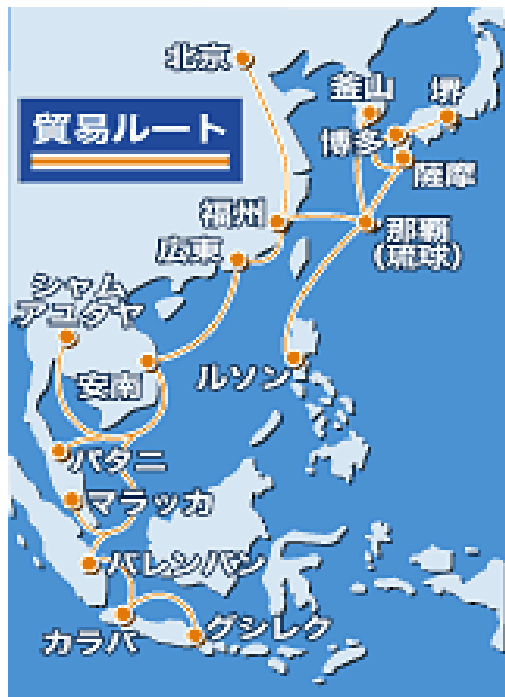 北京
釜山
堺
貿易ルート
博多
薩摩
福州
那覇
(琉球)
広東
シャム
アユタヤ
安南
ルソン
パタニ
マラッカ
パレンバン
カラパ
グシレク